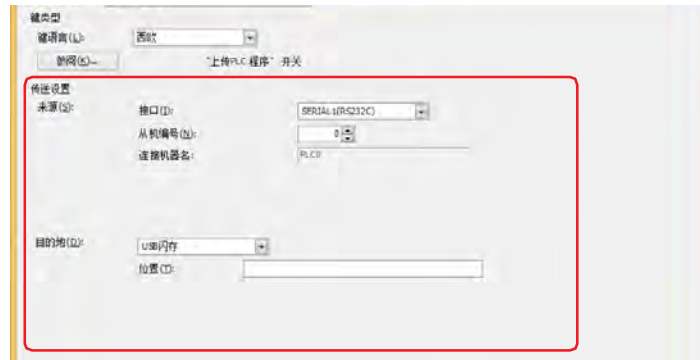 键类型
键语言(L):
西欧
"上传PLC 程序" 开关
传送设置
来源(S):
接口(I):
SERIAL1(RS232C)
从机编号(N):
0
连接机器名:
PLC0
目的地(D):
USB闪存
位置(T):